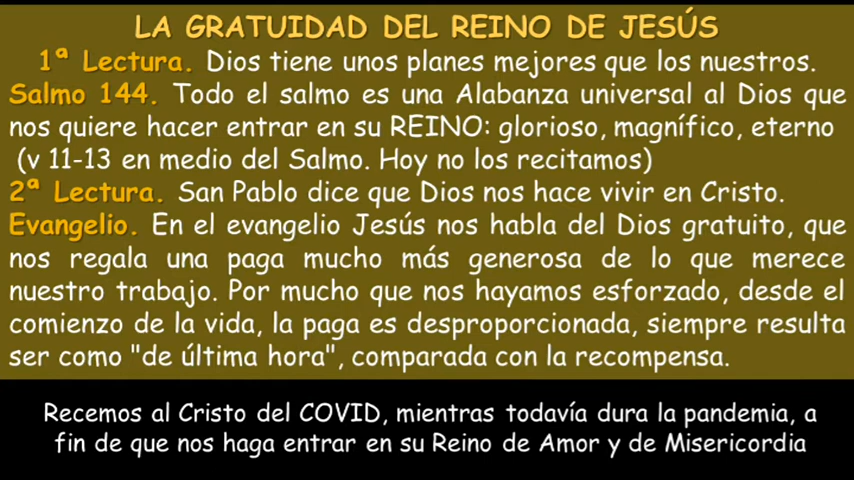 LA GRATUIDAD DEL REINO DE JESÚS
1ª Lectura. Dios tiene unos planes mejores que los nuestros.
Salmo 144. Todo el salmo es una Alabanza universal al Dios que
nos quiere hacer entrar en su REINO: glorioso, magnífico, eterno
(v 11-13 en medio del Salmo. Hoy no los recitamos)
2ª Lectura. San Pablo dice que Dios nos hace vivir en Cristo.
Evangelio. En el evangelio Jesús nos habla del Dios gratuito, que
nos regala una paga mucho más generosa de lo que merece
nuestro trabajo. Por mucho que nos hayamos esforzado, desde el
comienzo de la vida, la paga es desproporcionada, siempre resulta
ser como "de última hora", comparada con la recompensa.
Recemos al Cristo del COVID, mientras todavía dura la pandemia, a
fin de que nos haga entrar en su Reino de Amor y de Misericordia